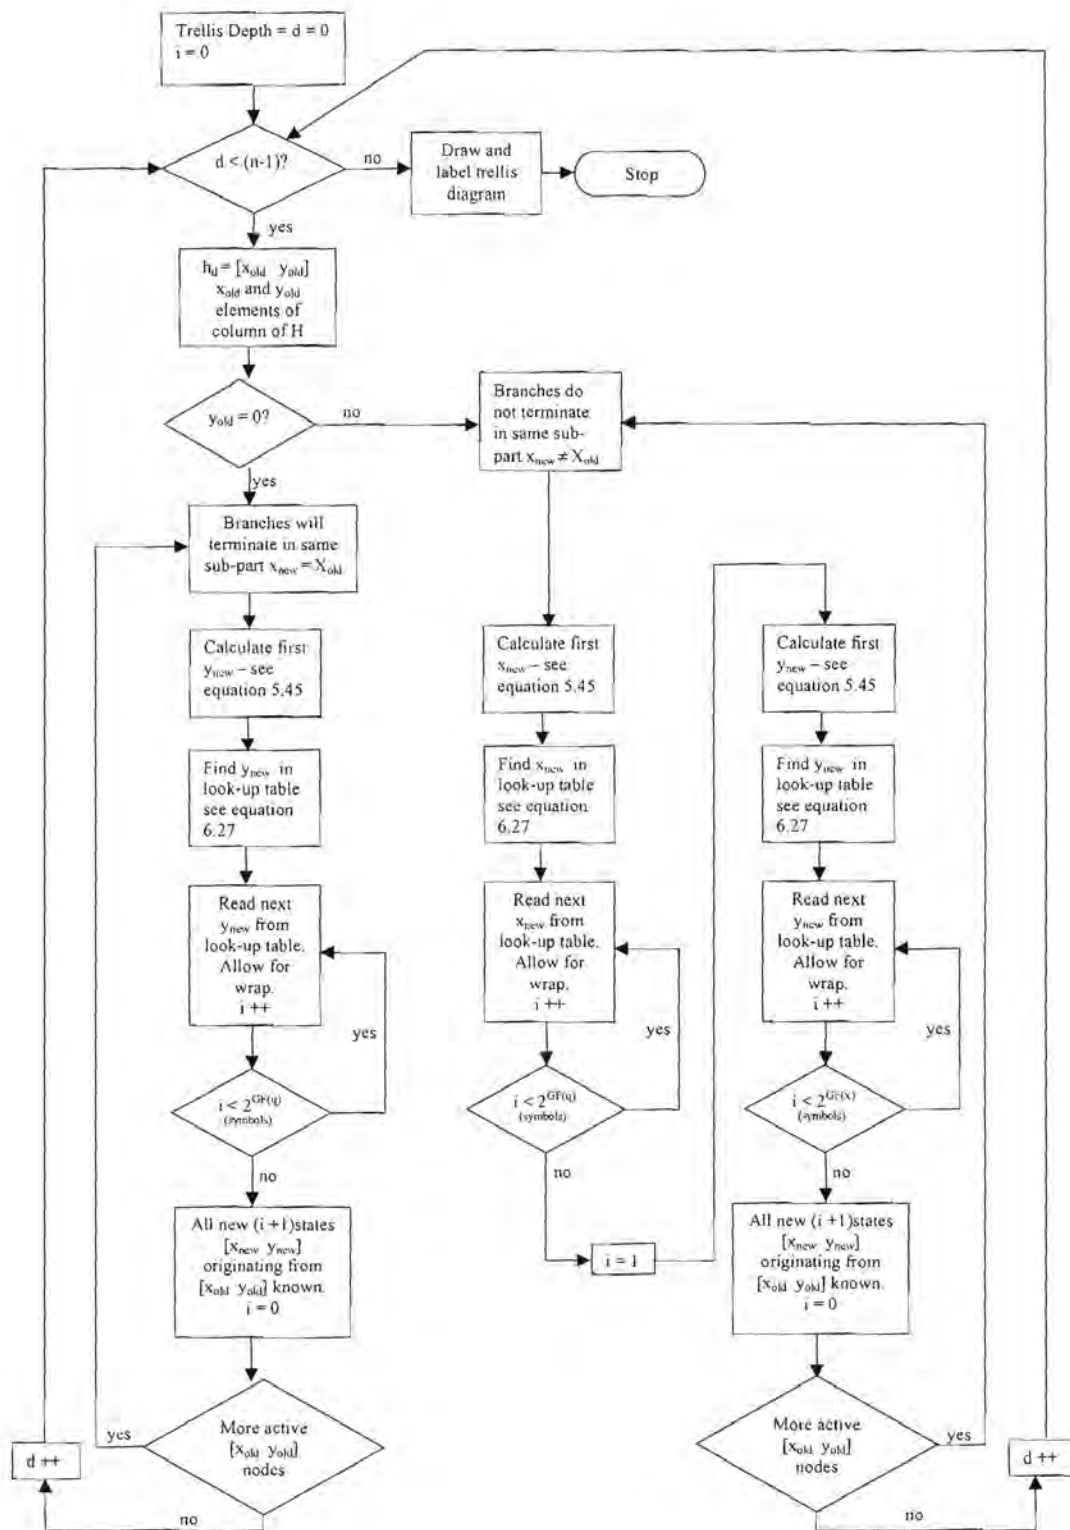 Trellis Depth = d = 0
i = 0
d < (n-1)?
no
Draw and
label trellis
diagram
Stop
yes
h_d = [x_old y_old]
x_old and y_old
elements of
column of H
y_old = 0?
no
Branches do
not terminate
in same sub-
part x_new ≠ X_old
yes
Branches will
terminate in same
sub-part x_new = X_old
Calculate first
y_new – see
equation 5.45
Calculate first
x_new – see
equation 5.45
Calculate first
y_new – see
equation 5.45
Find y_new in
look-up table
see equation
6.27
Find x_new in
look-up table
see equation
6.27
Find y_new in
look-up table
see equation
6.27
Read next
y_new from
look-up table.
Allow for
wrap.
i ++
Read next
x_new from
look-up table.
Allow for
wrap.
i ++
Read next
y_new from
look-up table.
Allow for
wrap.
i ++
yes
yes
yes
i < 2^GF(q)
(symbols)
i < 2^GF(q)
(symbols)
i < 2^GF(x)
(symbols)
no
no
no
All new (i +1)states
[x_new y_new]
originating from
[x_old y_old] known.
i = 0
i = 1
All new (i +1)states
[x_new y_new]
originating from
[x_old y_old] known.
i = 0
More active
[x_old y_old]
nodes
yes
d ++
no
More active
[x_old y_old]
nodes
yes
d ++
no